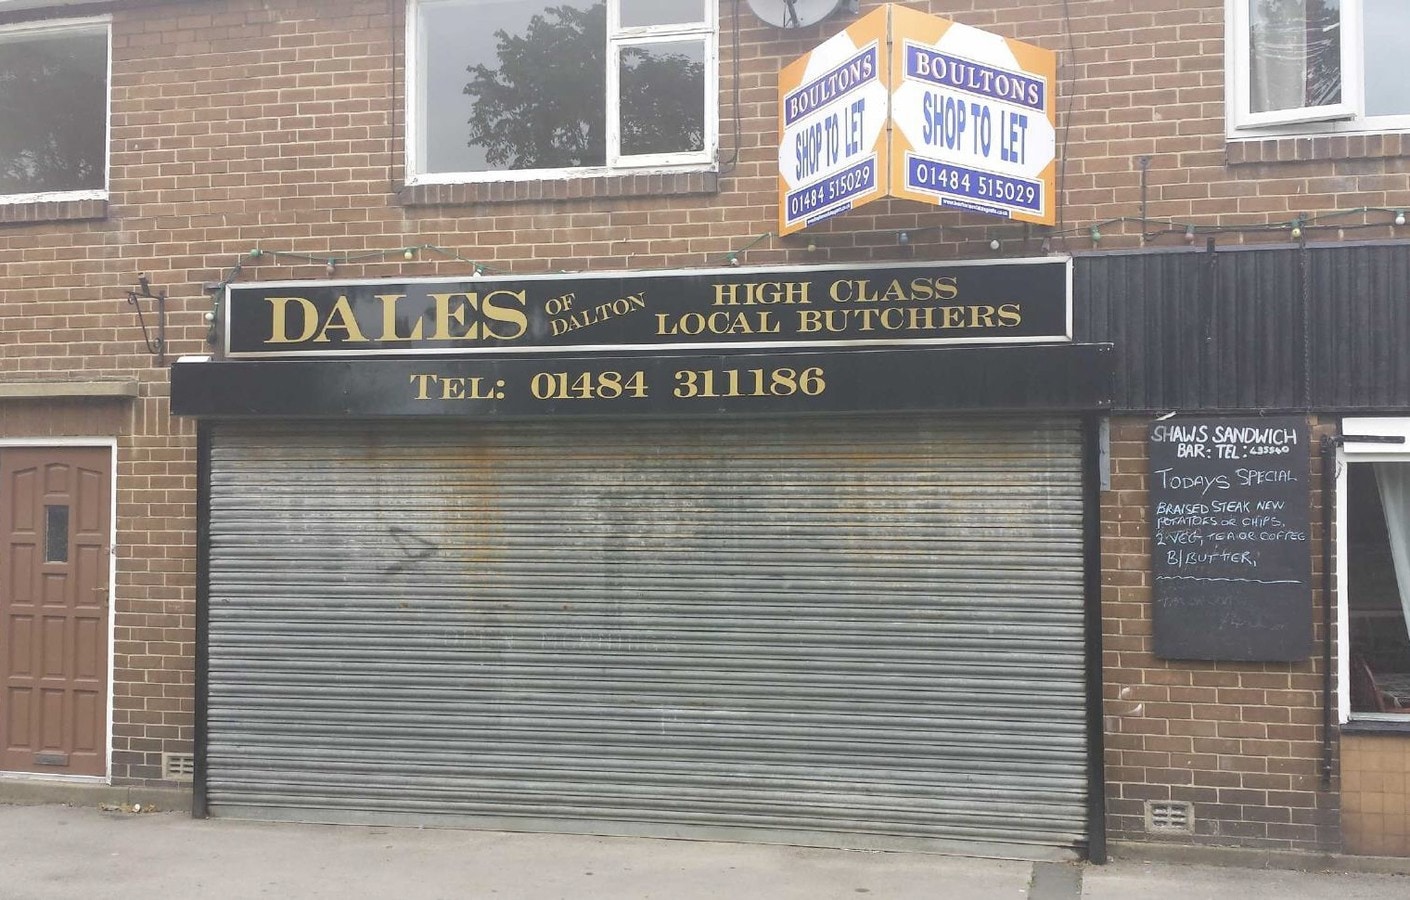 BOULTONS
SHOP TO LET
01484 515029
BOULTONS
SHOP TO LET
01484 515029
DALES
OF
DALTON
HIGH CLASS
LOCAL BUTCHERS
TEL: 01484 311186
SHAWS SANDWICH
BAR: TEL: 435540
TODAYS SPECIAL
BRAISED STEAK NEW
POTATOES OR CHIPS,
2 VEG, TEA OR COFFEE
B/BUTTER,